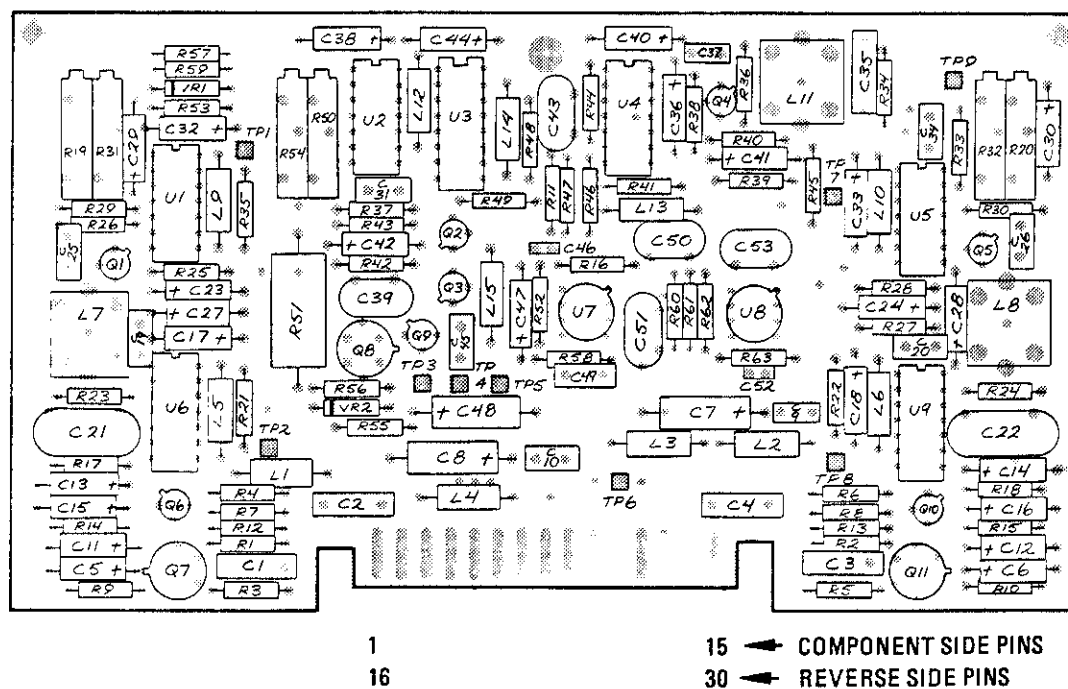 C38 +
C44 +
C40 +
C37
R57
R59
VR1
R53
C32 +
TP1
R19
R31
C29 +
R54
R50
U2
L12
U3
L14
R48
C43
R44
U4
C36 +
R38
Q4
R36
L11
C35
R34
TP9
C34
R33
R32
R20
C30 +
U1
L9
R35
C31
R37
R43
+ C42
R42
R49
Q2
R11
R47
R46
R41
L13
R40
+ C41
R39
R45
TP7
C33 +
L10
U5
R30
C26
Q5
R29
R26
C25
Q1
R25
+ C23
+ C27
C17 +
L7
R51
C39
Q8
Q3
L15
C46
R16
C50
C53
R28
C24 +
R27
C20
C28 +
L8
U6
Q9
C45
C47 +
R52
U7
C51
R60
R61
R62
U8
R58
C49
R63
C52
R23
C21
L5
R21
TP2
R56
VR2
R55
TP3
TP4
TP5
+ C48
C7 +
C9
R22
C18 +
L6
U9
R24
C22
L3
L2
TP8
R17
C13 +
C15 +
R14
C11 +
C5 +
R9
Q6
Q7
L1
R4
R7
R12
R1
C1
R3
C2
C8 +
C10
L4
TP6
C4
R6
R8
R13
R2
C3
R5
Q10
Q11
+ C14
R18
+ C16
R15
+ C12
+ C6
R10
1 15 COMPONENT SIDE PINS
16 30 REVERSE SIDE PINS